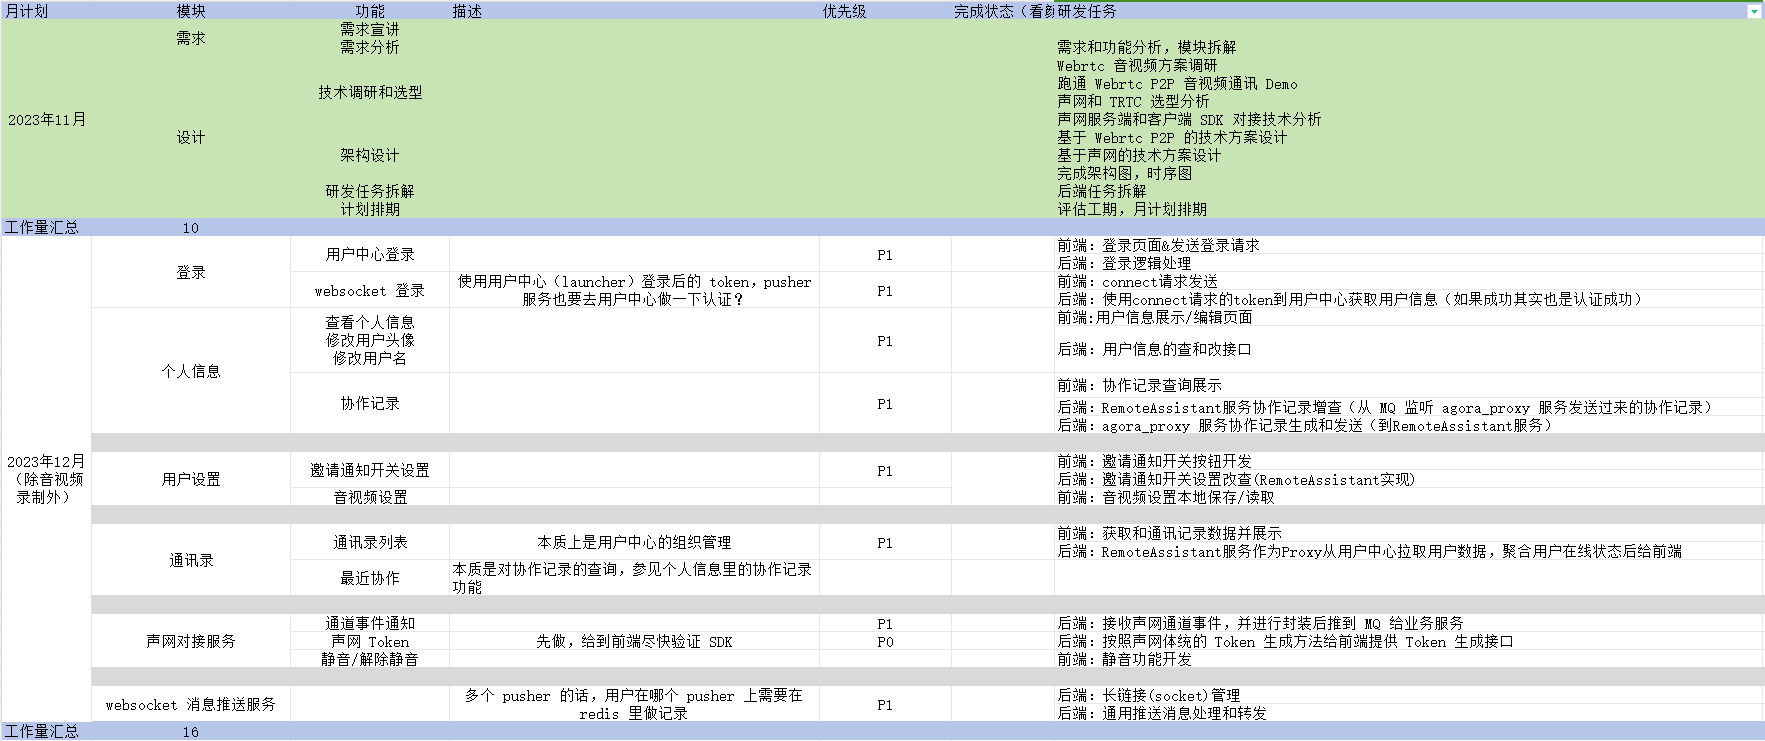 月计划 模块 功能 描述 优先级 完成状态（看颜 研发任务
需求宣讲
需求
需求分析 需求和功能分析，模块拆解
Webrtc 音视频方案调研
跑通 Webrtc P2P 音视频通讯 Demo
技术调研和选型
声网和 TRTC 选型分析
2023年11月 声网服务端和客户端 SDK 对接技术分析
设计 基于 Webrtc P2P 的技术方案设计
架构设计 基于声网的技术方案设计
完成架构图，时序图
研发任务拆解 后端任务拆解
计划排期 评估工期，月计划排期
工作量汇总 10
前端：登录页面&发送登录请求
用户中心登录 P1
后端：登录逻辑处理
登录
前端：connect请求发送
使用用户中心（launcher）登录后的 token，pusher
websocket 登录 P1
服务也要去用户中心做一下认证？
后端：使用connect请求的token到用户中心获取用户信息（如果成功其实也是认证成功）
前端:用户信息展示/编辑页面
查看个人信息
修改用户头像 P1
修改用户名
后端：用户信息的查和改接口
个人信息
前端：协作记录查询展示
协作记录 P1
后端：RemoteAssistant服务协作记录增查（从 MQ 监听 agora_proxy 服务发送过来的协作记录）
后端：agora_proxy 服务协作记录生成和发送（到RemoteAssistant服务）
2023年12月
（除音视频
录制外）
前端：邀请通知开关按钮开发
邀请通知开关设置 P1
用户设置 后端：邀请通知开关设置改查(RemoteAssistant实现)
音视频设置 前端：音视频设置本地保存/读取
前端：获取和通讯记录数据并展示
通讯录列表 本质上是用户中心的组织管理 P1
后端：RemoteAssistant服务作为Proxy从用户中心拉取用户数据，聚合用户在线状态后给前端
通讯录
最近协作 本质是对协作记录的查询，参见个人信息里的协作记录
功能
通道事件通知 P1 后端：接收声网通道事件，并进行封装后推到 MQ 给业务服务
声网对接服务 声网 Token 先做，给到前端尽快验证 SDK P0 后端：按照声网体统的 Token 生成方法给前端提供 Token 生成接口
静音/解除静音 前端：静音功能开发
多个 pusher 的话，用户在哪个 pusher 上需要在 后端：长链接(socket)管理
websocket 消息推送服务 P1
redis 里做记录 后端：通用推送消息处理和转发
工作量汇总 16